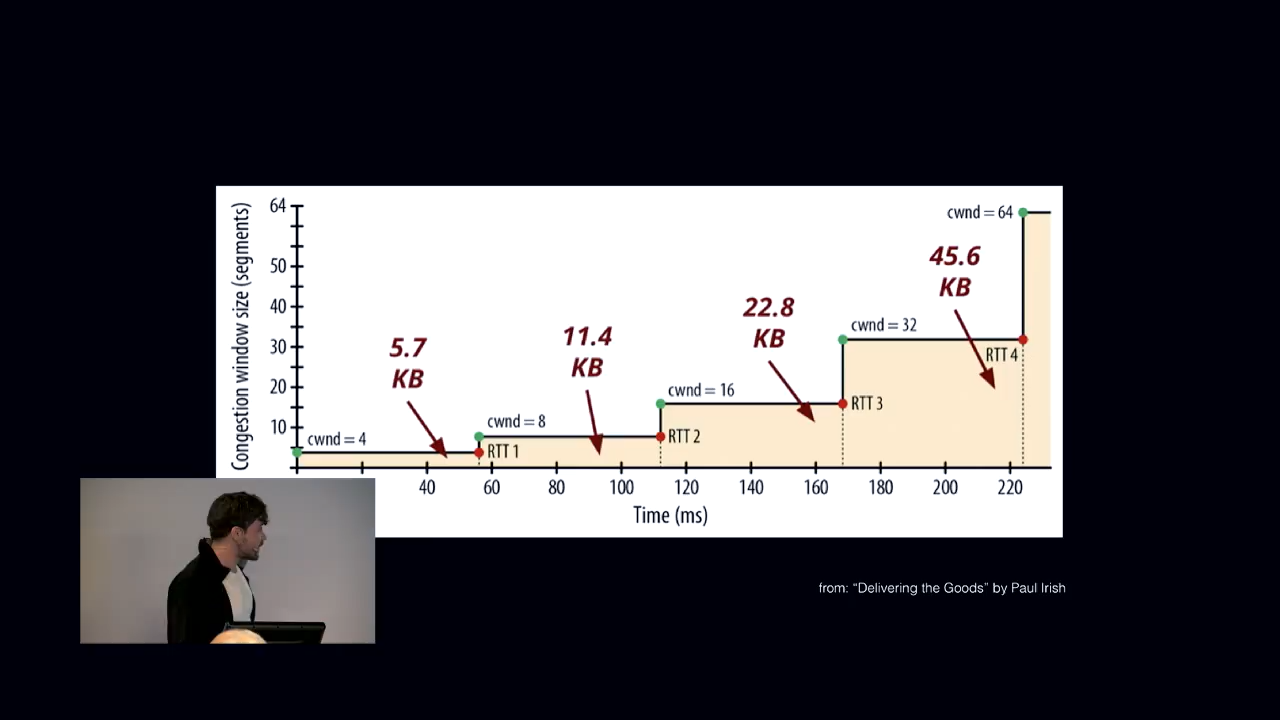 Congestion window size (segments)
64
50
40
30
20
10
cwnd = 4
5.7
KB
RTT 1
cwnd = 8
11.4
KB
RTT 2
cwnd = 16
22.8
KB
RTT 3
cwnd = 32
45.6
KB
RTT 4
cwnd = 64
40 60 80 100 120 140 160 180 200 220
Time (ms)
from: “Delivering the Goods” by Paul Irish